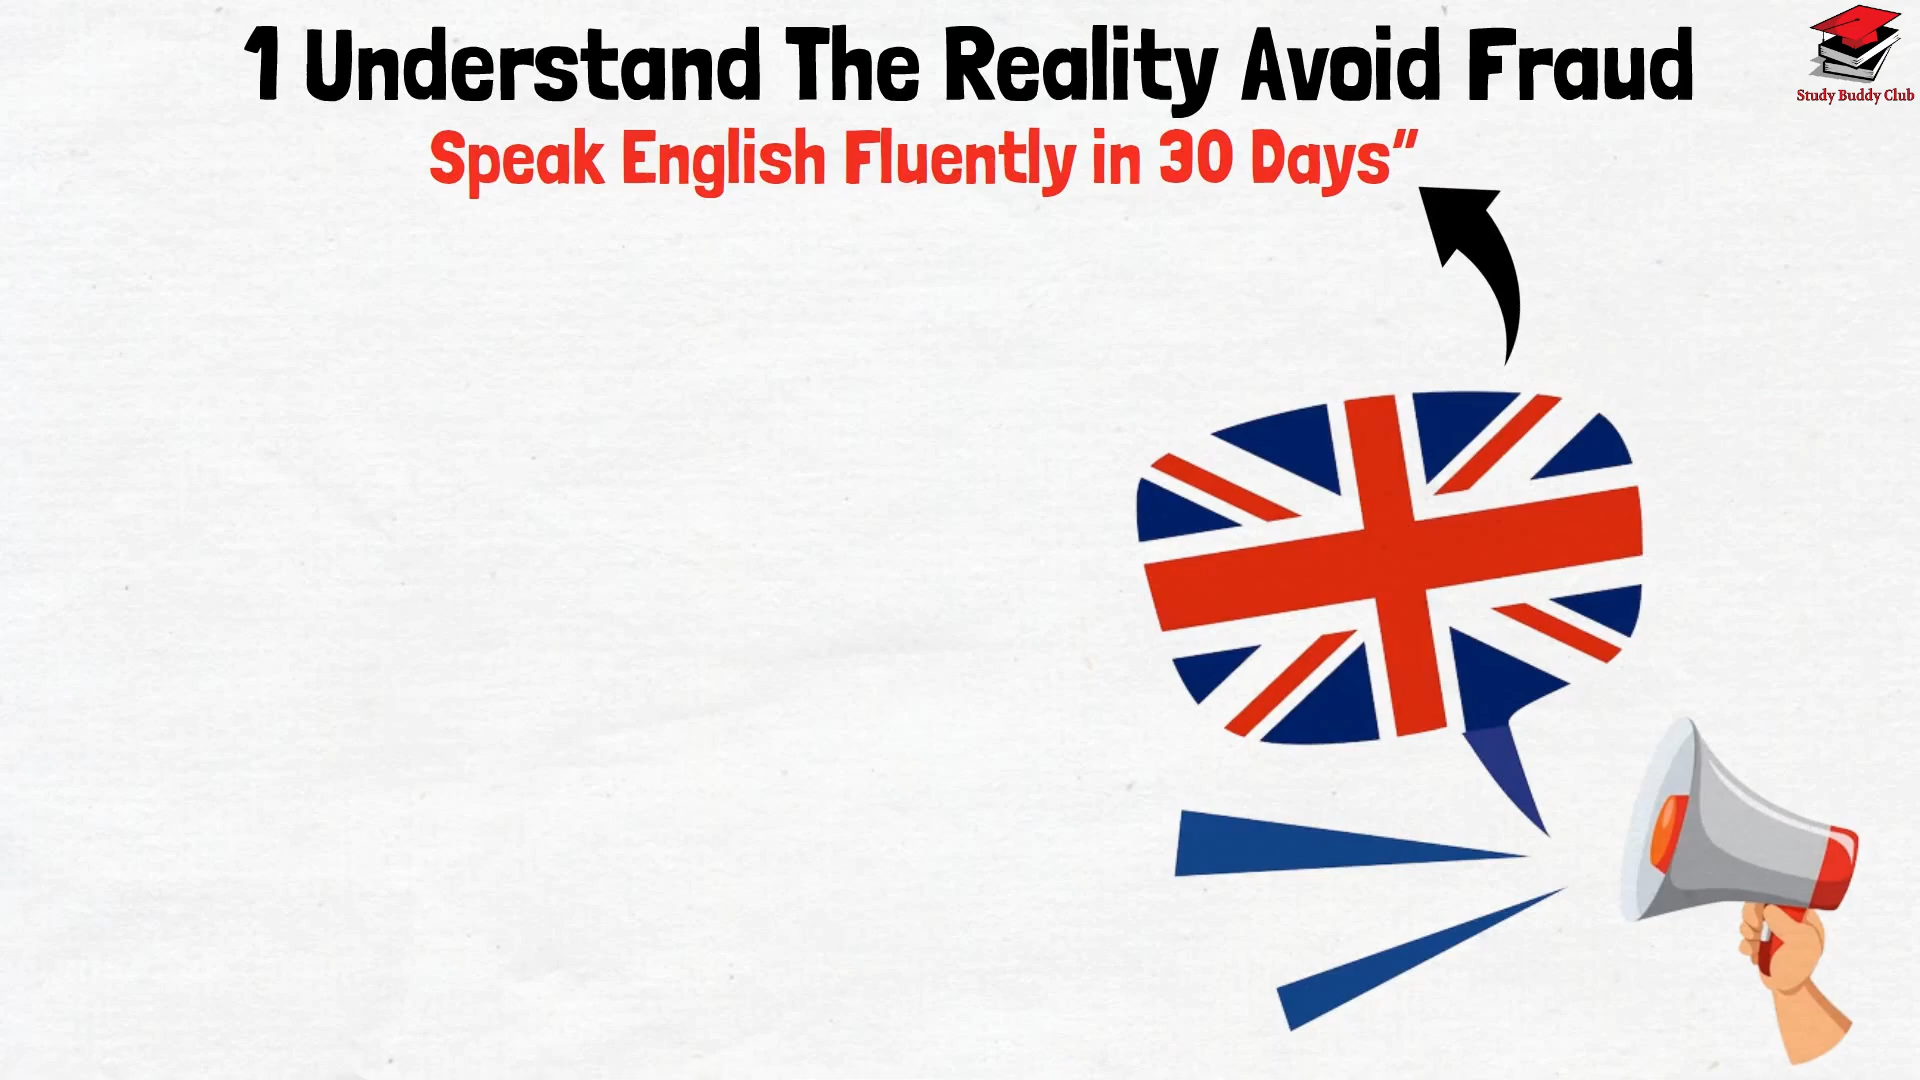 1 Understand The Reality Avoid Fraud
Speak English Fluently in 30 Days”
Study Buddy Club